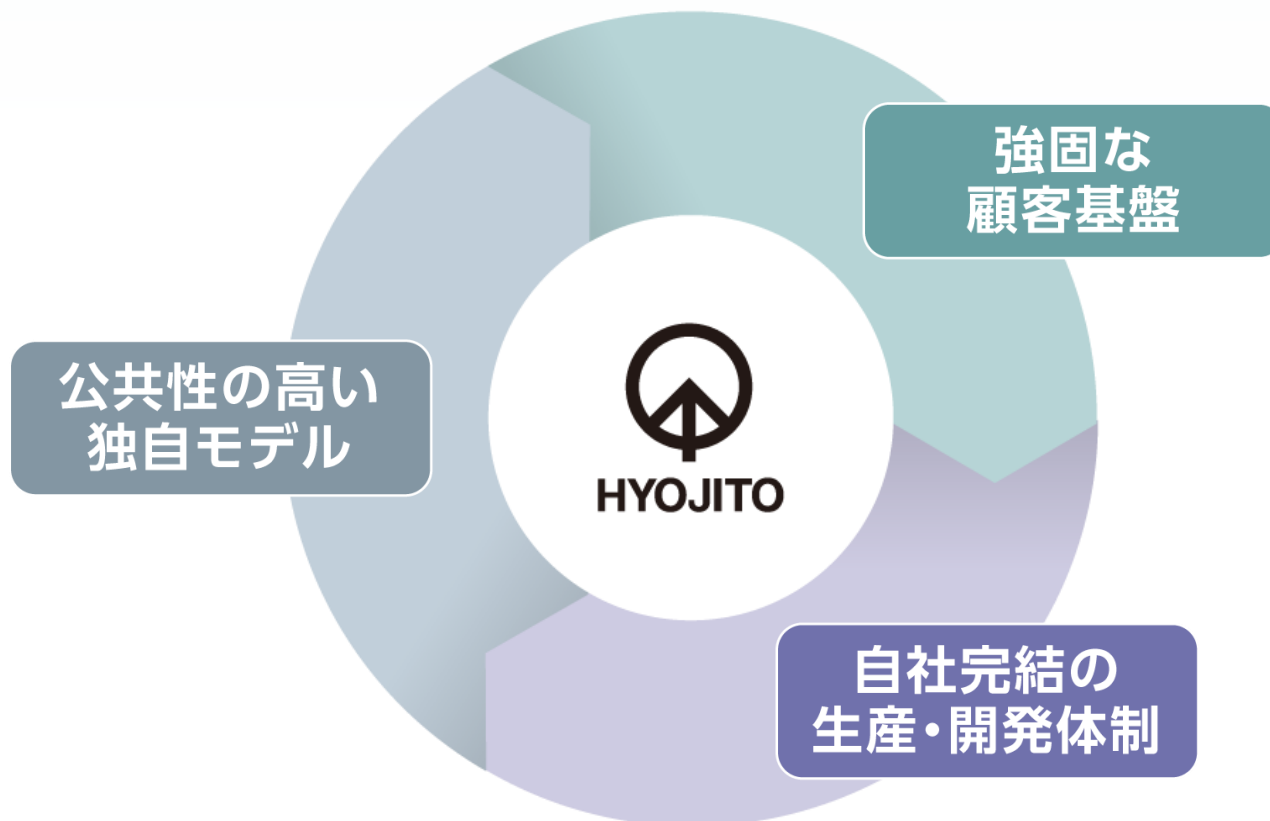 強固な
顧客基盤
公共性の高い
独自モデル
HYOJITO
自社完結の
生産・開発体制